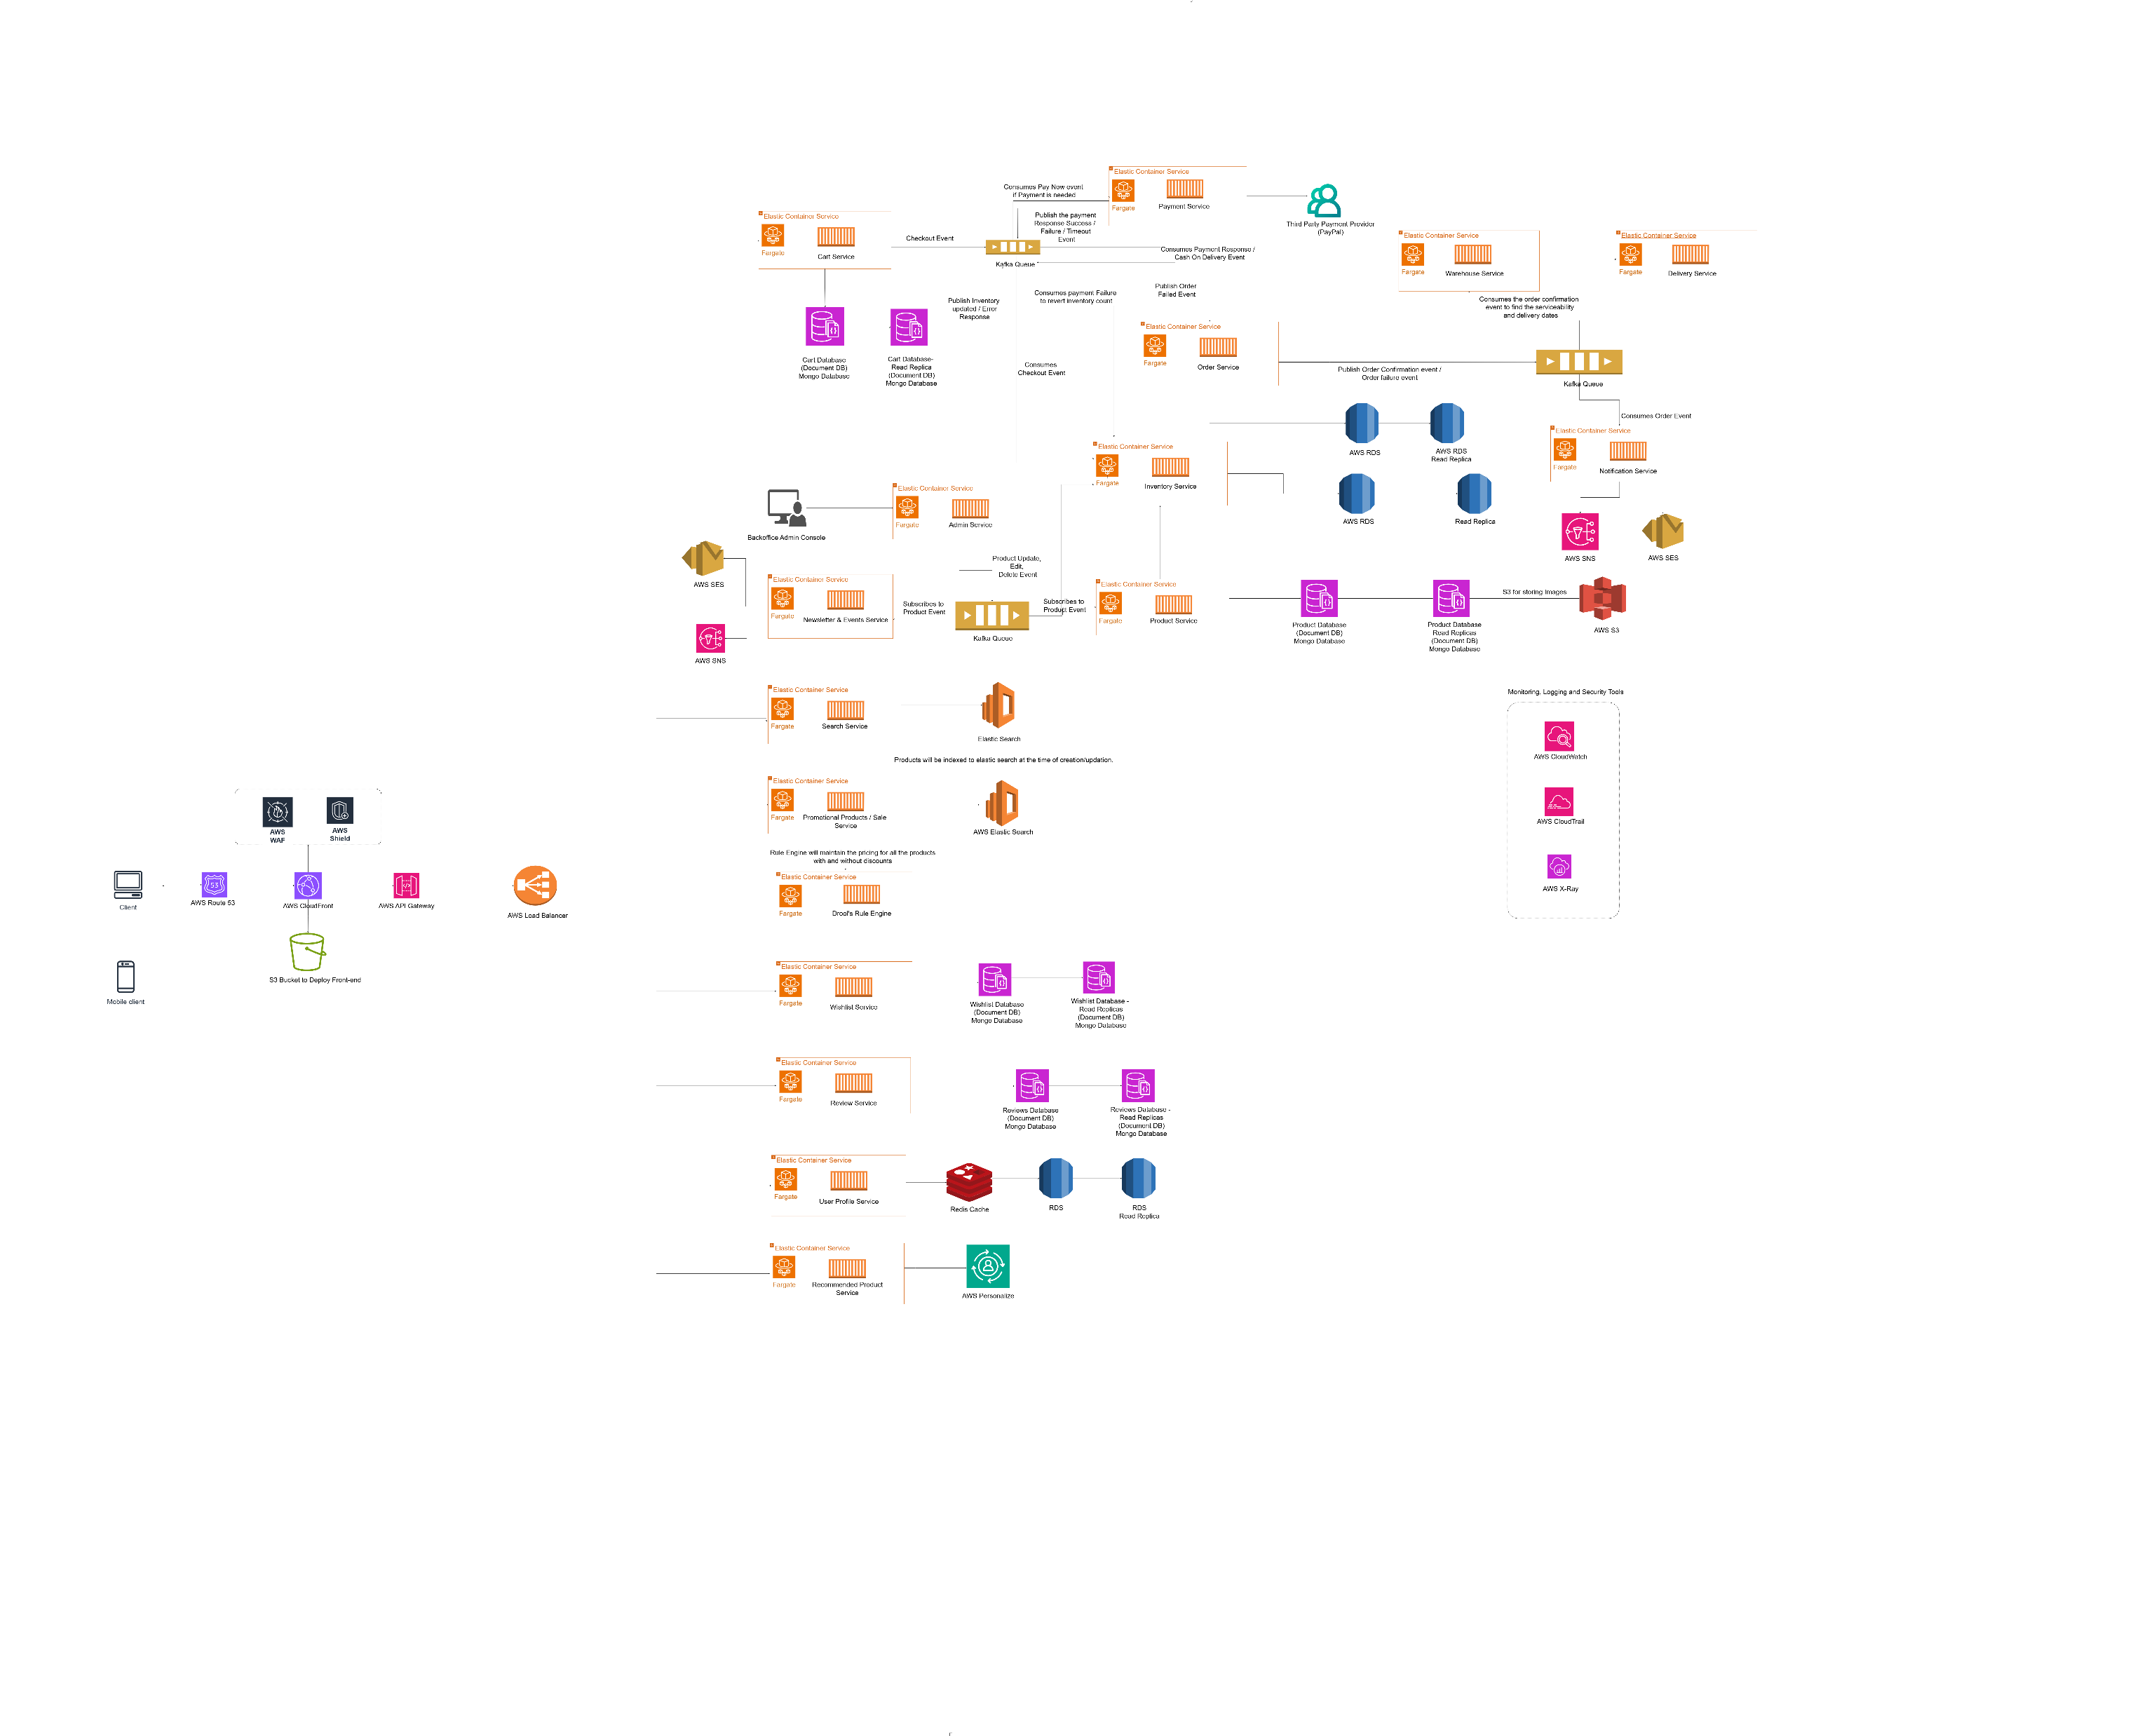 Elastic Container Service
Fargate
Payment Service
Consumes Pay Now event
if Payment is needed
Third Party Payment Provider
(PayPal)
Elastic Container Service
Fargate
Cart Service
Checkout Event
Publish the payment
Response Success /
Failure / Timeout
Event
Kafka Queue
Consumes Payment Response /
Cash On Delivery Event
Elastic Container Service
Fargate
Warehouse Service
Elastic Container Service
Fargate
Delivery Service
Publish Inventory
updated / Error
Response
Consumes payment Failure
to revert inventory count
Publish Order
Failed Event
Consumes the order confirmation
event to find the serviceability
and delivery dates
Cart Database
(Document DB)
Mongo Database
Cart Database-
Read Replica
(Document DB)
Mongo Database
Consumes
Checkout Event
Elastic Container Service
Fargate
Order Service
Publish Order Confirmation event /
Order failure event
Kafka Queue
Consumes Order Event
AWS RDS
AWS RDS
Read Replica
Elastic Container Service
Fargate
Notification Service
Elastic Container Service
Fargate
Inventory Service
AWS RDS
Read Replica
AWS SNS
AWS SES
Backoffice Admin Console
Elastic Container Service
Fargate
Admin Service
AWS SES
Product Update,
Edit,
Delete Event
Elastic Container Service
Fargate
Newsletter & Events Service
Subscribes to
Product Event
Kafka Queue
Subscribes to
Product Event
Elastic Container Service
Fargate
Product Service
Product Database
(Document DB)
Mongo Database
Product Database
Read Replicas
(Document DB)
Mongo Database
S3 for storing Images
AWS S3
AWS SNS
Elastic Container Service
Fargate
Search Service
Elastic Search
Products will be indexed to elastic search at the time of creation/updation.
Monitoring, Logging and Security Tools
AWS CloudWatch
AWS CloudTrail
AWS X-Ray
Elastic Container Service
Fargate
Promotional Products / Sale
Service
AWS Elastic Search
Rule Engine will maintain the pricing for all the products
with and without discounts
Elastic Container Service
Fargate
Drool's Rule Engine
AWS
WAF
AWS
Shield
Client
53
AWS Route 53
AWS CloudFront
AWS API Gateway
AWS Load Balancer
S3 Bucket to Deploy Front-end
Mobile client
Elastic Container Service
Fargate
Wishlist Service
Wishlist Database
(Document DB)
Mongo Database
Wishlist Database -
Read Replicas
(Document DB)
Mongo Database
Elastic Container Service
Fargate
Review Service
Reviews Database
(Document DB)
Mongo Database
Reviews Database -
Read Replicas
(Document DB)
Mongo Database
Elastic Container Service
Fargate
User Profile Service
Redis Cache
RDS
RDS
Read Replica
Elastic Container Service
Fargate
Recommended Product
Service
AWS Personalize